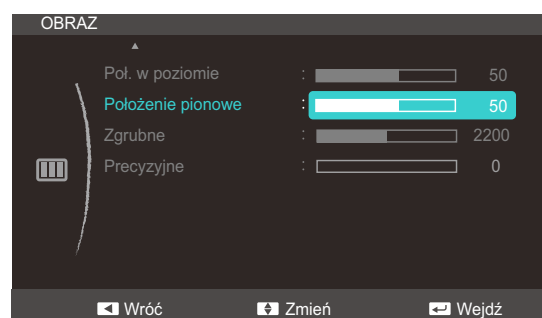 OBRAZ
Poł. w poziomie : 50
Położenie pionowe : 50
Zgrubne : 2200
Precyzyjne : 0
Wróć Zmień Wejdź